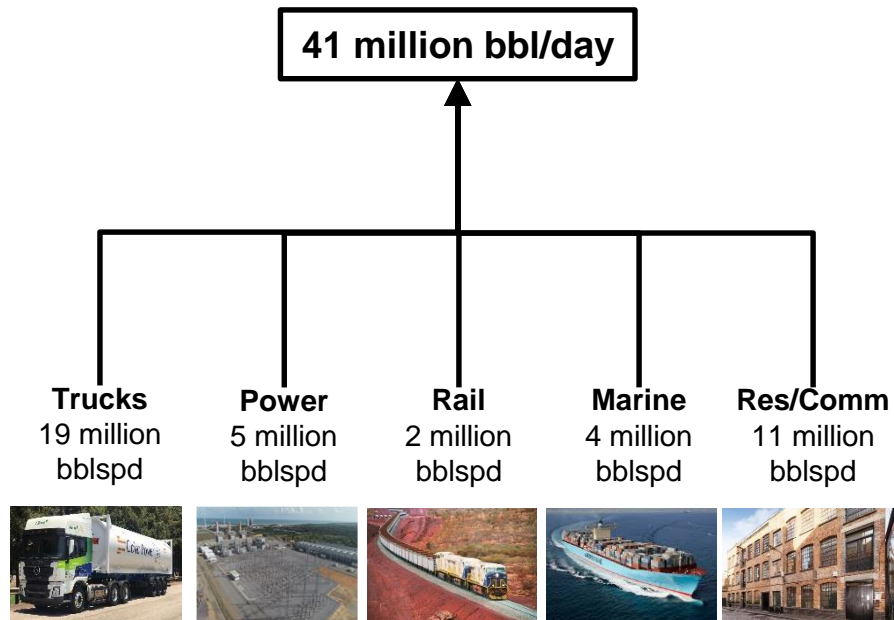 41 million bbl/day
Trucks
19 million
bblspd
Power
5 million
bblspd
Rail
2 million
bblspd
Marine
4 million
bblspd
Res/Comm
11 million
bblspd